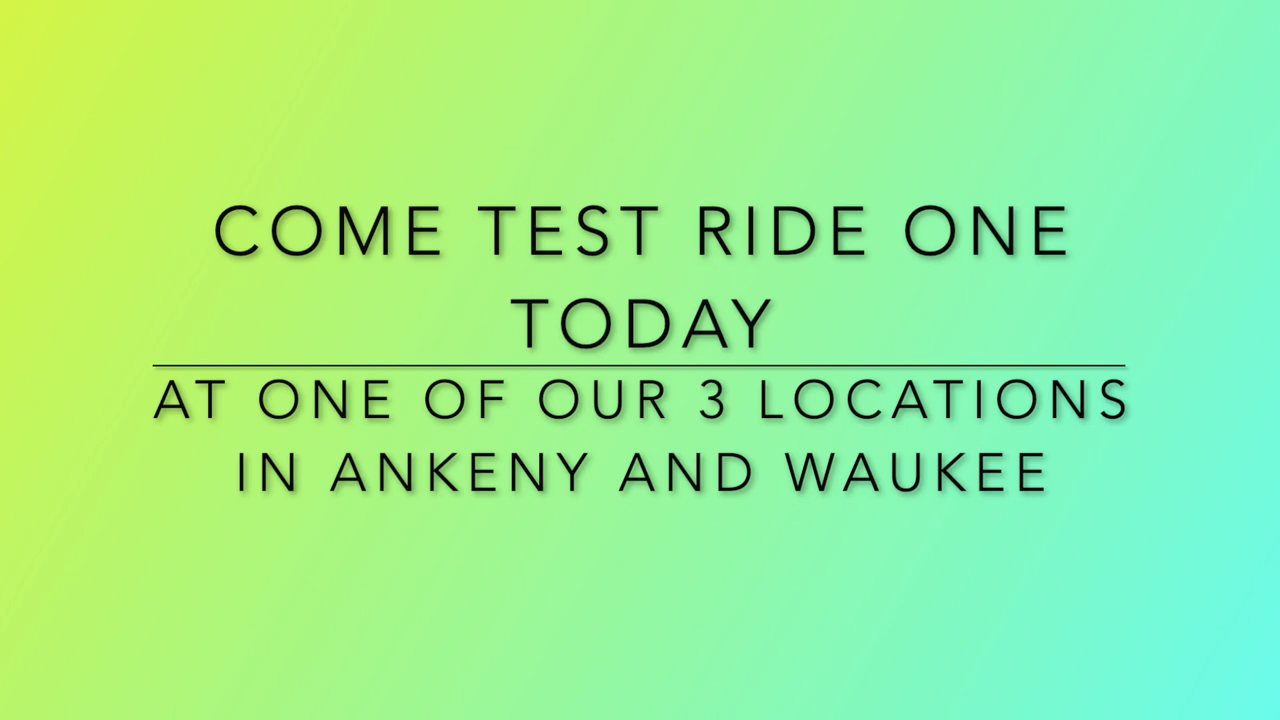 COME TEST RIDE ONE
TODAY
AT ONE OF OUR 3 LOCATIONS
IN ANKENY AND WAUKEE